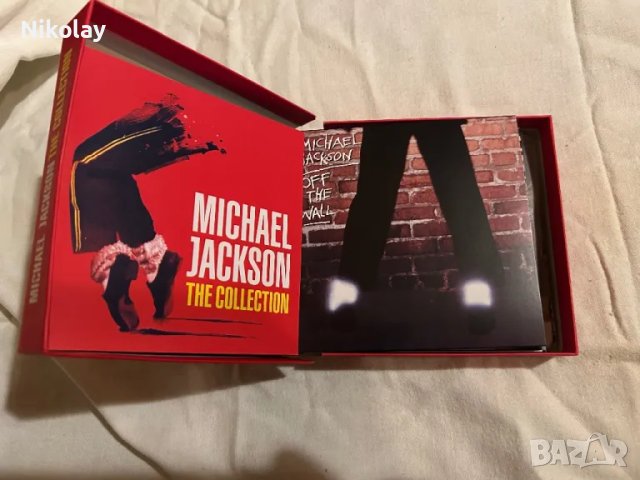 Nikolay
MICHAEL JACKSON THE COLLECTION
MICHAEL
JACKSON
THE COLLECTION
MICHAEL
JACKSON
OFF
THE
WALL
BAZAR